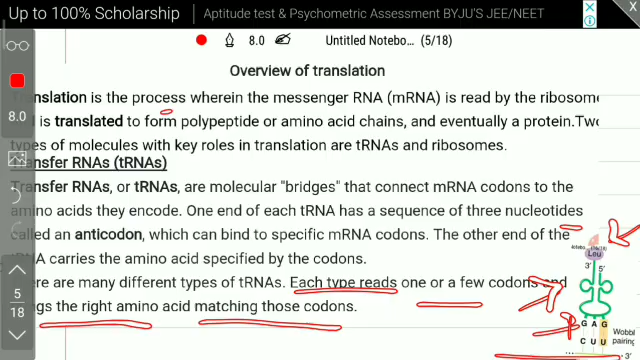 Up to 100% Scholarship
Aptitude test & Psychometric Assessment BYJU'S JEE/NEET
8.0
Untitled Notebo... (5/18)
8.0
Overview of translation
Translation is the process wherein the messenger RNA (mRNA) is read by the ribosome
is translated to form polypeptide or amino acid chains, and eventually a protein.Two
types of molecules with key roles in translation are tRNAs and ribosomes.
Transfer RNAs (tRNAs)
Transfer RNAs, or tRNAs, are molecular "bridges" that connect mRNA codons to the
amino acids they encode. One end of each tRNA has a sequence of three nucleotides
called an anticodon, which can bind to specific mRNA codons. The other end of the
tRNA carries the amino acid specified by the codons.
There are many different types of tRNAs. Each type reads one or a few codons and
brings the right amino acid matching those codons.
5
18
Leu
3' 5'
G A G
C U U
Wobbl
pairing